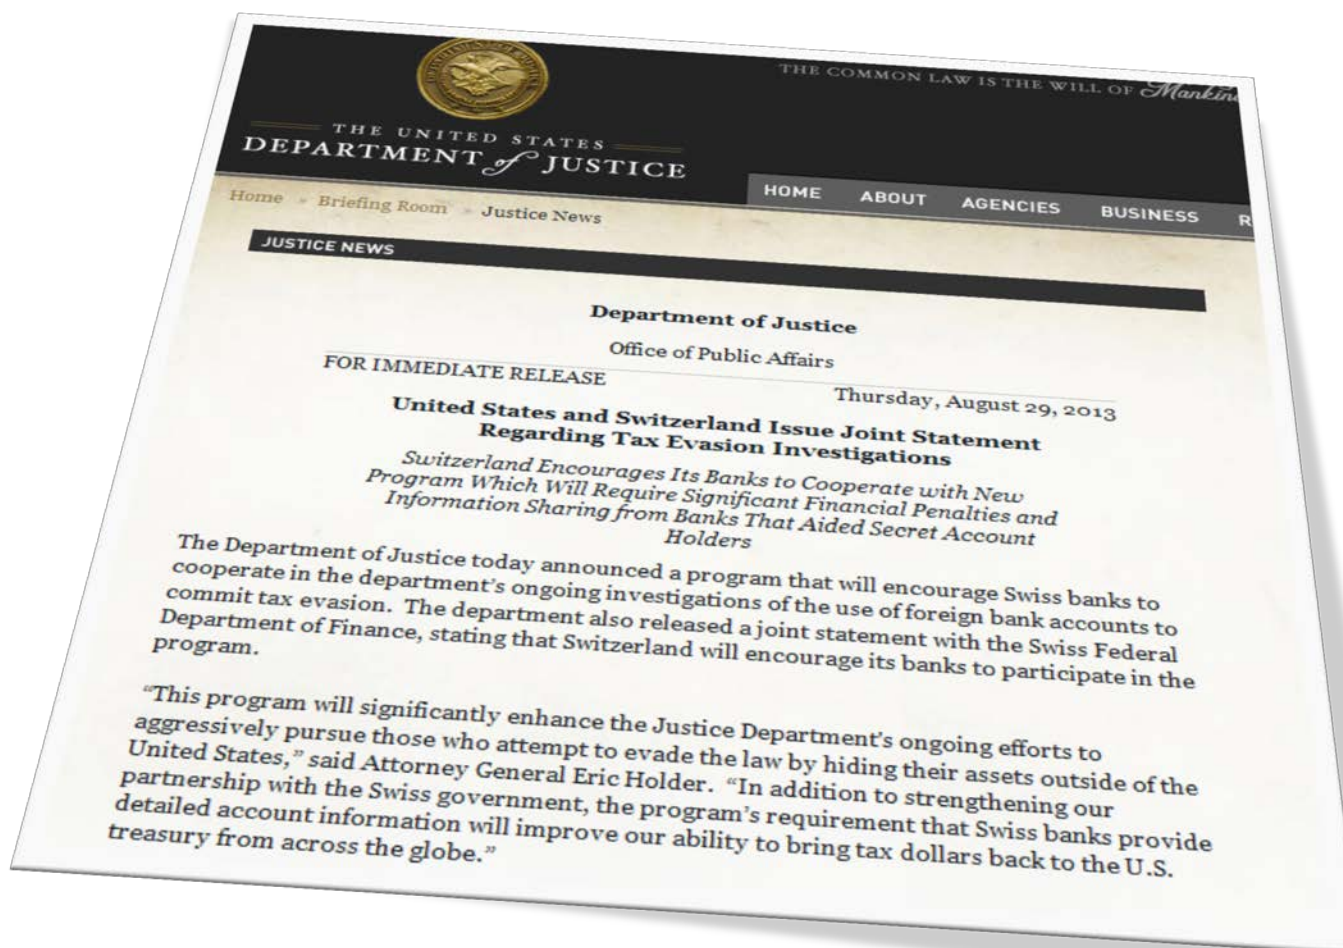 THE COMMON LAW IS THE WILL OF Mankin
THE UNITED STATES
DEPARTMENT of JUSTICE
HOME ABOUT AGENCIES BUSINESS R
Home » Briefing Room » Justice News
JUSTICE NEWS
Department of Justice
Office of Public Affairs
FOR IMMEDIATE RELEASE
Thursday, August 29, 2013
United States and Switzerland Issue Joint Statement
Regarding Tax Evasion Investigations
Switzerland Encourages Its Banks to Cooperate with New
Program Which Will Require Significant Financial Penalties and
Information Sharing from Banks That Aided Secret Account
Holders
The Department of Justice today announced a program that will encourage Swiss banks to
cooperate in the department's ongoing investigations of the use of foreign bank accounts to
commit tax evasion. The department also released a joint statement with the Swiss Federal
Department of Finance, stating that Switzerland will encourage its banks to participate in the
program.
“This program will significantly enhance the Justice Department's ongoing efforts to
aggressively pursue those who attempt to evade the law by hiding their assets outside of the
United States,” said Attorney General Eric Holder. “In addition to strengthening our
partnership with the Swiss government, the program's requirement that Swiss banks provide
detailed account information will improve our ability to bring tax dollars back to the U.S.
treasury from across the globe.”